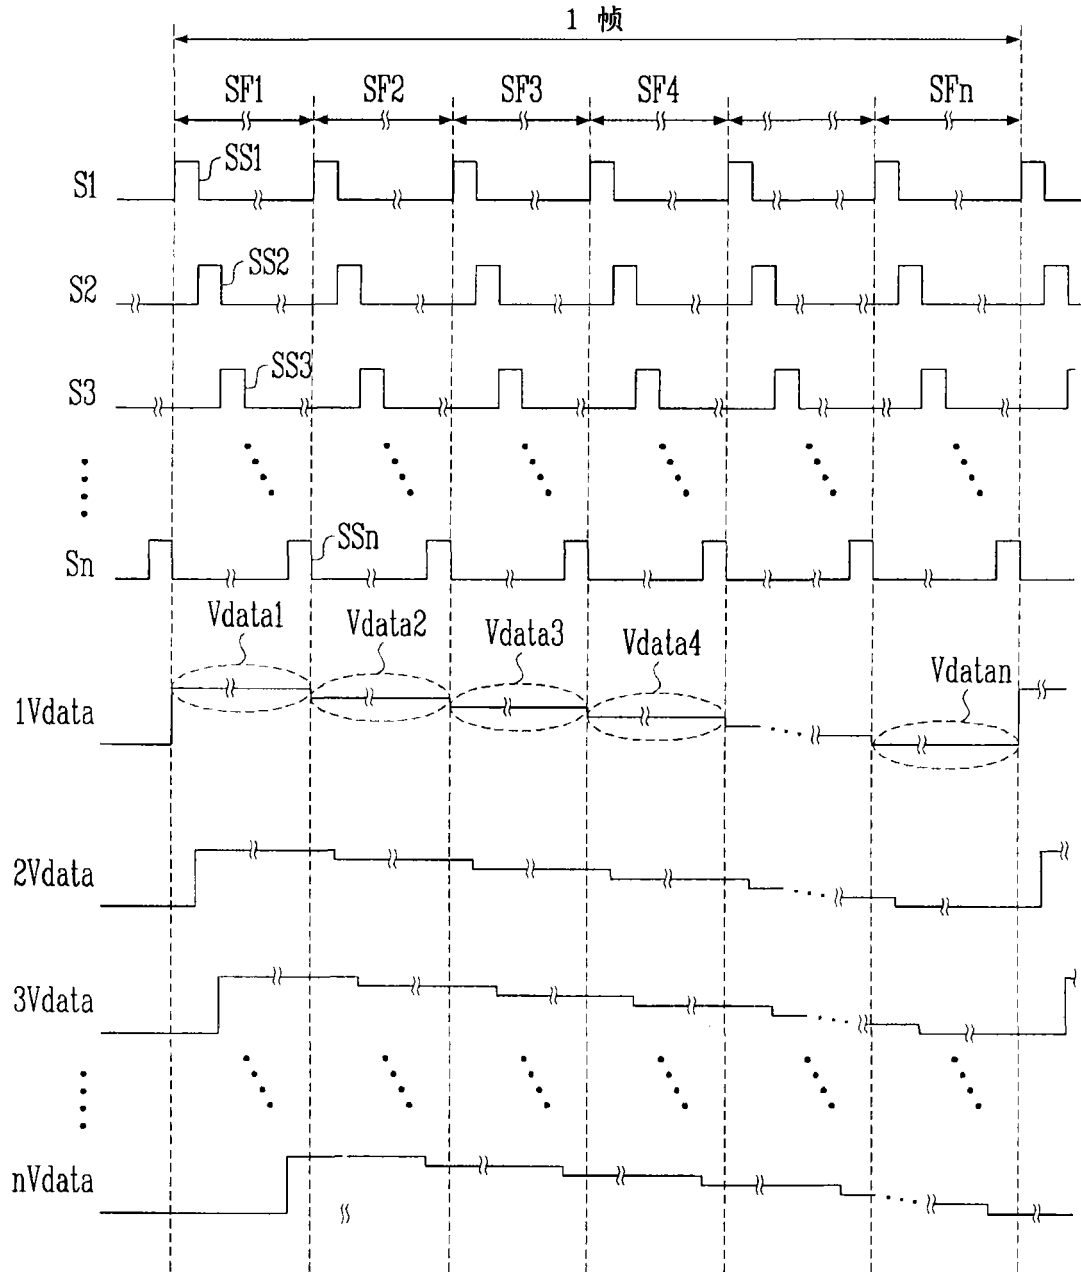 1 帧
SF1 SF2 SF3 SF4 SFn
S1 SS1
S2 SS2
S3 SS3
Sn SSn
Vdata1 Vdata2 Vdata3 Vdata4 Vdatan
1Vdata
2Vdata
3Vdata
nVdata